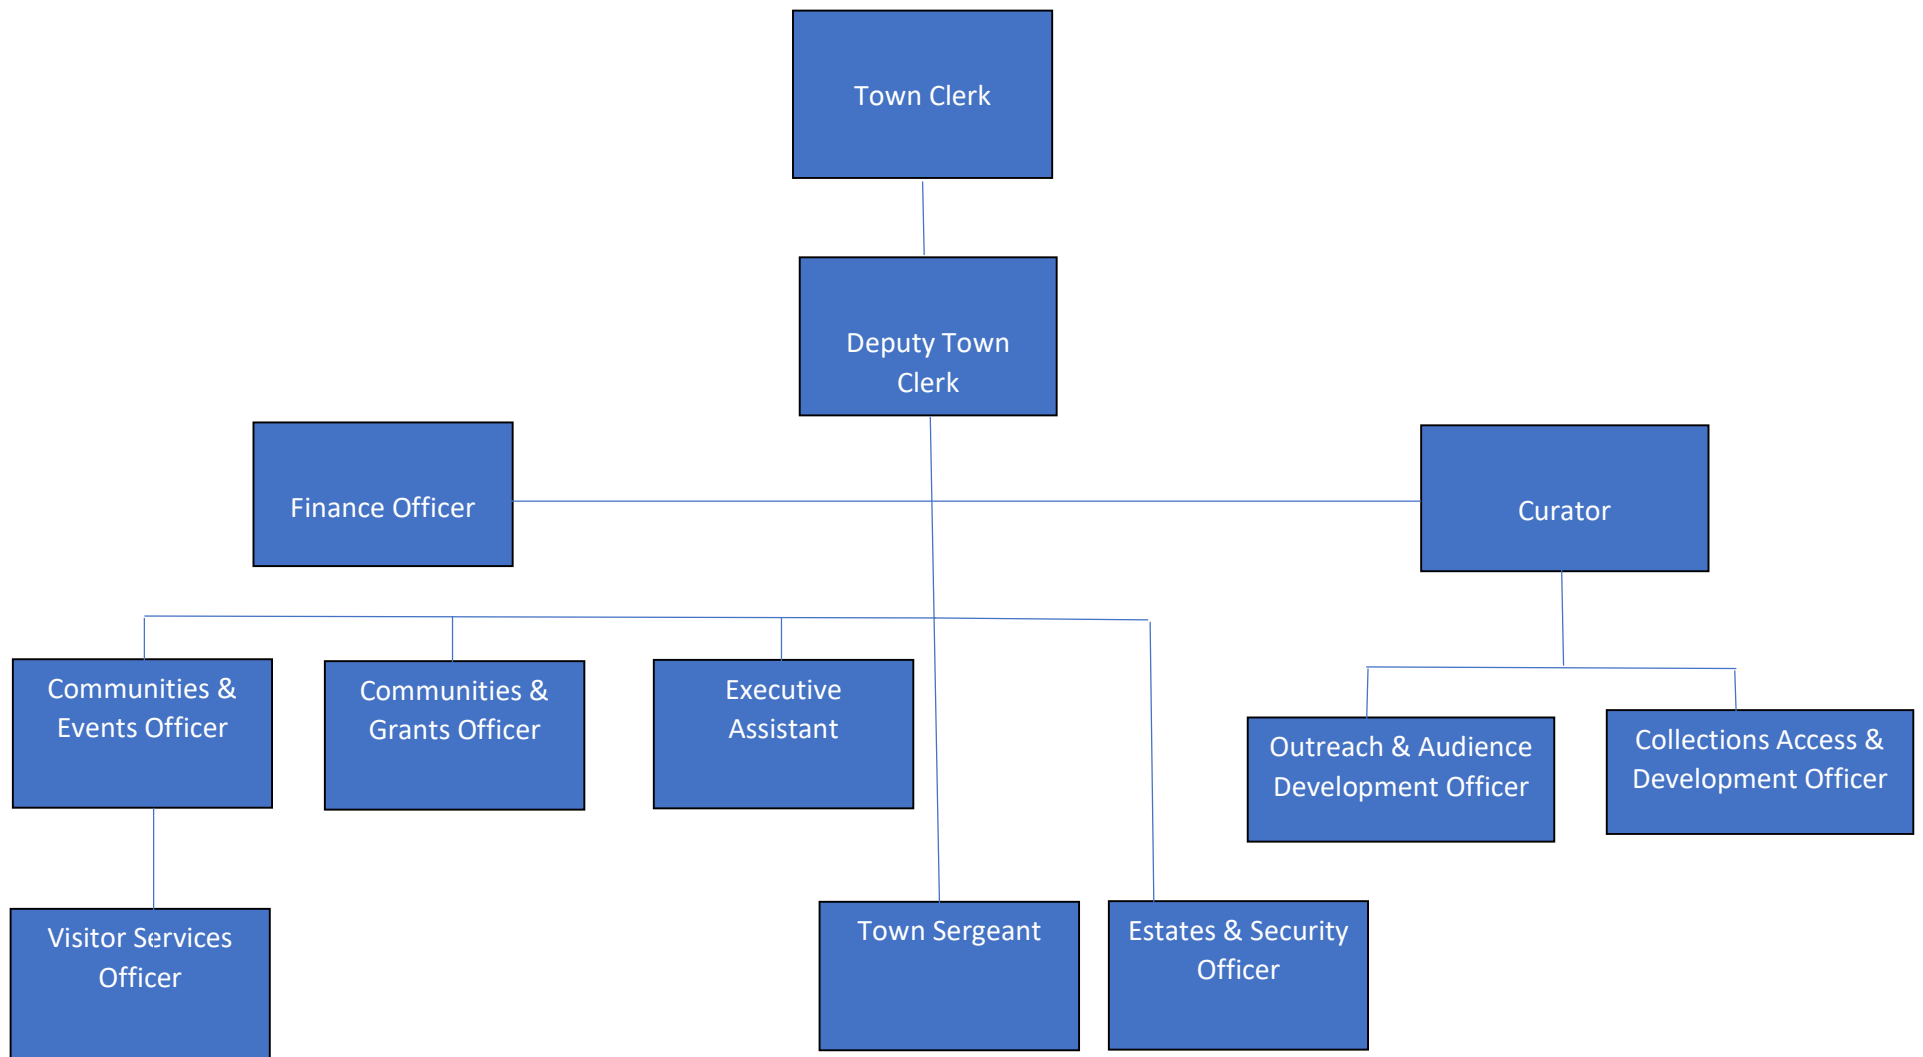 Town Clerk
Deputy Town
Clerk
Finance Officer
Curator
Communities &
Events Officer
Communities &
Grants Officer
Executive
Assistant
Outreach & Audience
Development Officer
Collections Access &
Development Officer
Visitor Services
Officer
Town Sergeant
Estates & Security
Officer